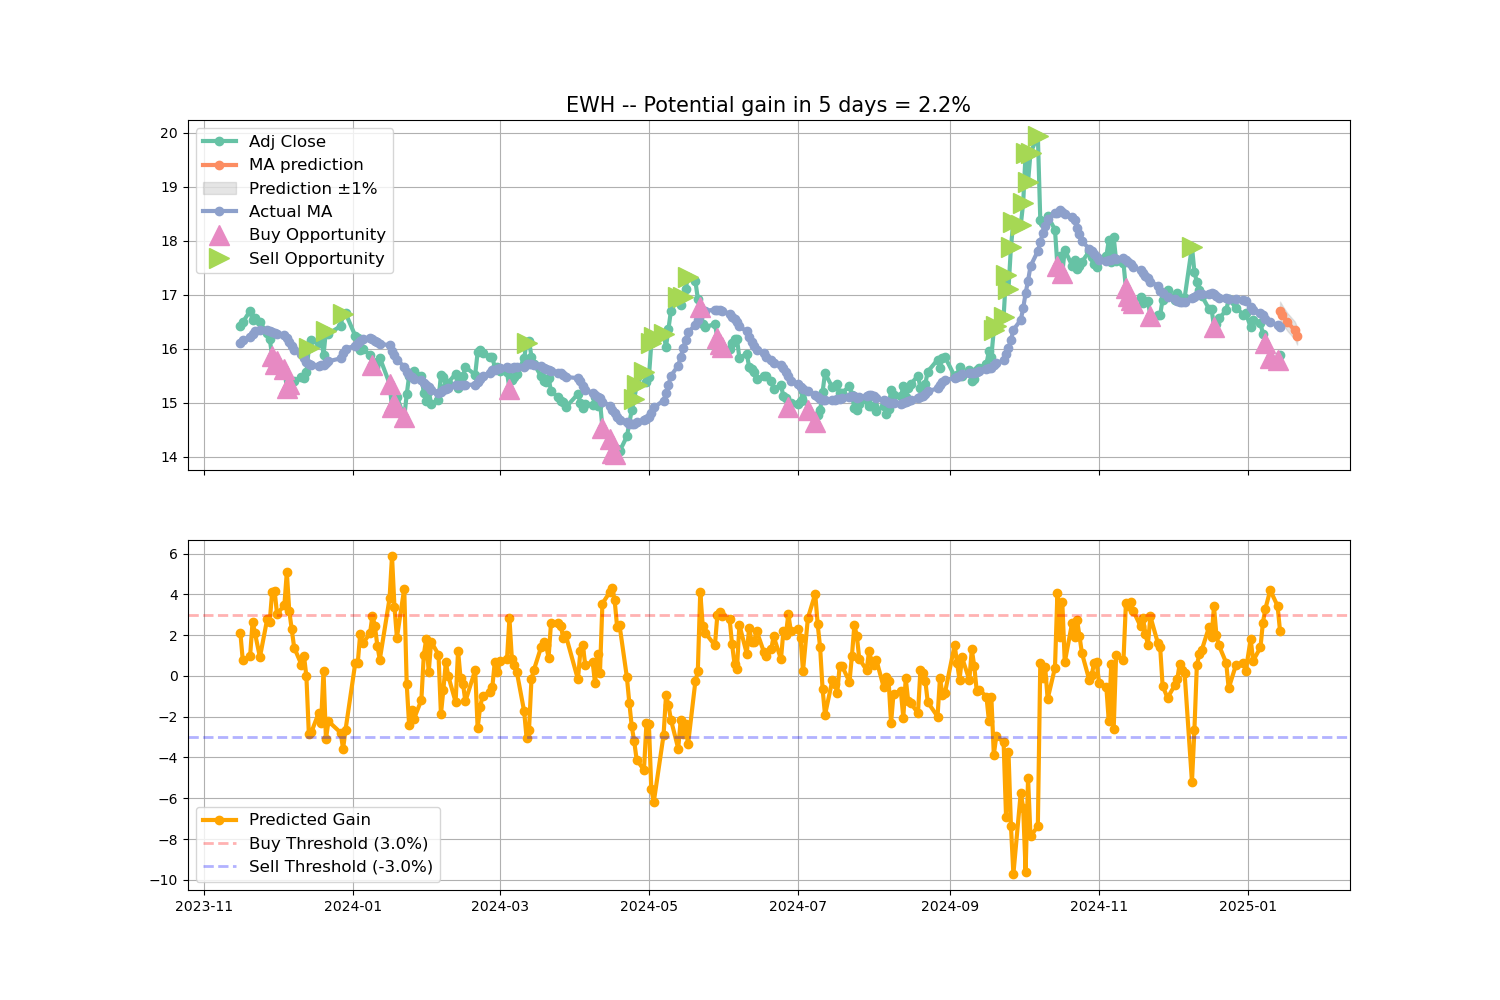 EWH -- Potential gain in 5 days = 2.2%
20
19
18
17
16
15
14
Adj Close
MA prediction
Prediction ±1%
Actual MA
Buy Opportunity
Sell Opportunity
6
4
2
0
−2
−4
−6
−8
−10
Predicted Gain
Buy Threshold (3.0%)
Sell Threshold (-3.0%)
2023-11
2024-01
2024-03
2024-05
2024-07
2024-09
2024-11
2025-01